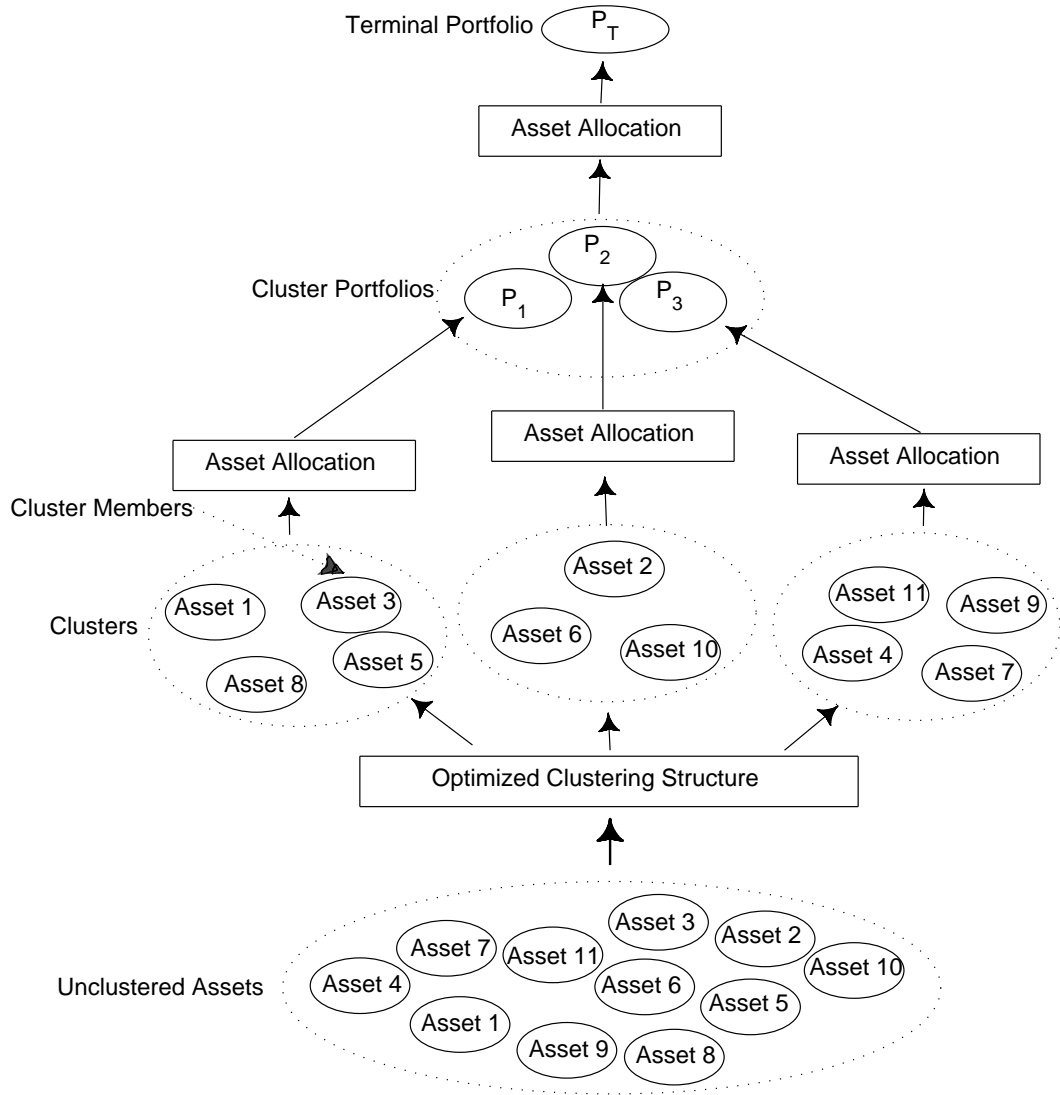 Terminal Portfolio
P_T
Asset Allocation
Cluster Portfolios
P_1
P_2
P_3
Asset Allocation
Asset Allocation
Asset Allocation
Cluster Members
Clusters
Asset 1
Asset 3
Asset 5
Asset 8
Asset 2
Asset 6
Asset 10
Asset 11
Asset 9
Asset 4
Asset 7
Optimized Clustering Structure
Unclustered Assets
Asset 3
Asset 2
Asset 7
Asset 11
Asset 10
Asset 4
Asset 6
Asset 5
Asset 1
Asset 9
Asset 8